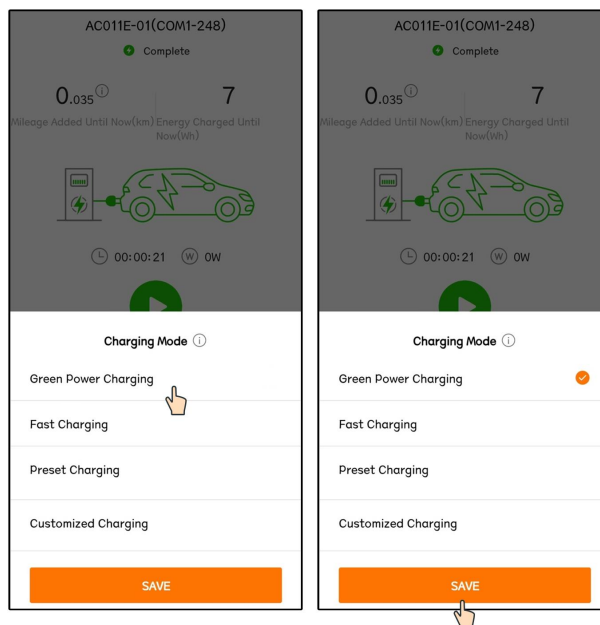 AC011E-01(COM1-248)
Complete
0.035
7
Mileage Added Until Now(km)
Energy Charged Until
Now(Wh)
00:00:21
W 0W
Charging Mode
Green Power Charging
Fast Charging
Preset Charging
Customized Charging
SAVE
AC011E-01(COM1-248)
Complete
0.035
7
Mileage Added Until Now(km)
Energy Charged Until
Now(Wh)
00:00:21
W 0W
Charging Mode
Green Power Charging
Fast Charging
Preset Charging
Customized Charging
SAVE